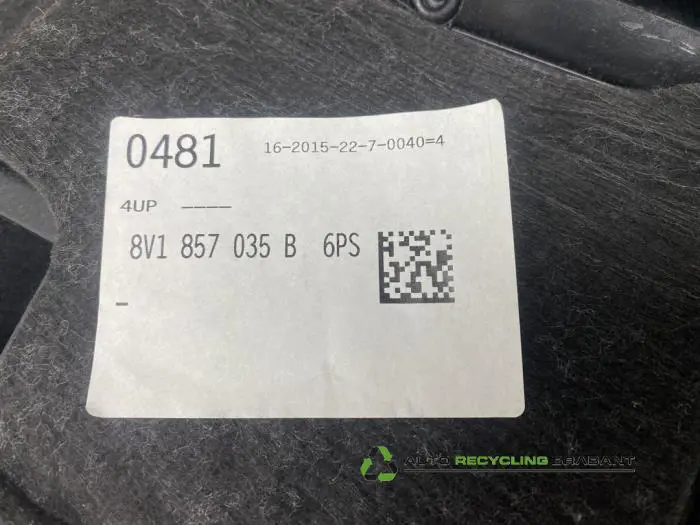 0481 16-2015-22-7-0040=4
4UP ----
8V1 857 035 B 6PS
-
AUTO RECYCLING BRABANT